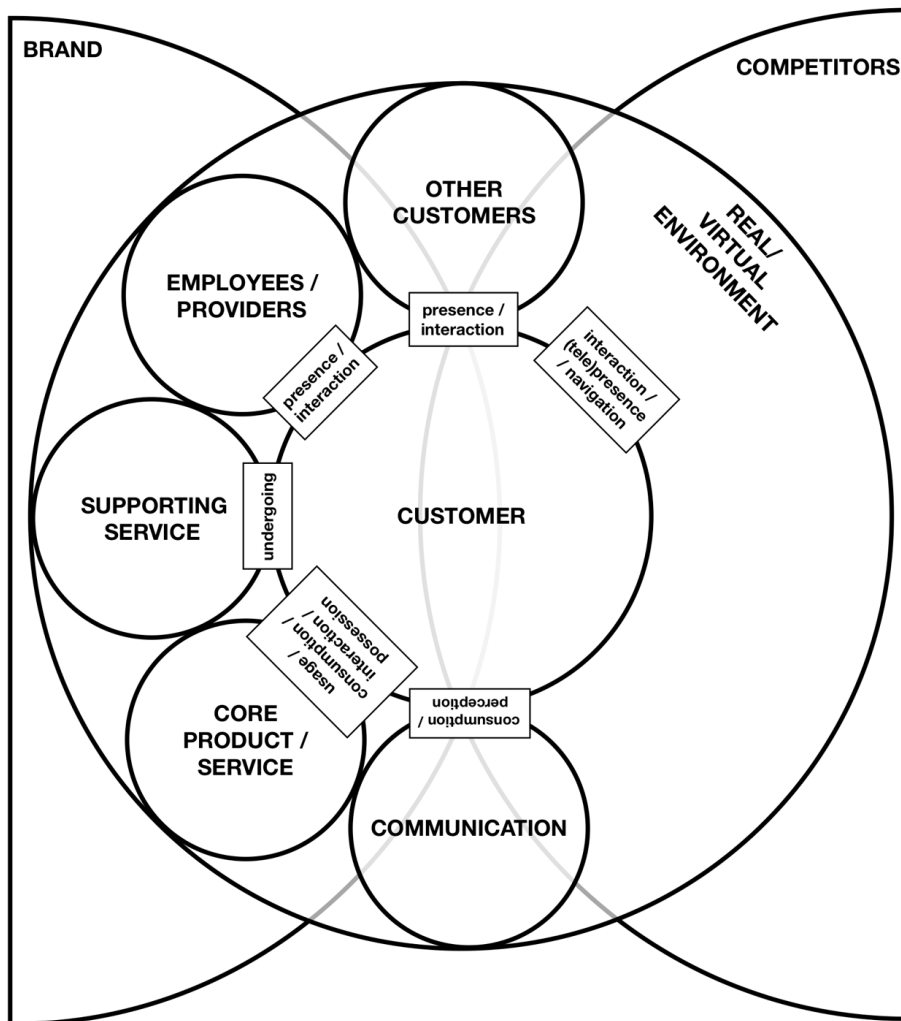 BRAND
COMPETITORS
OTHER
CUSTOMERS
REAL/
VIRTUAL
ENVIRONMENT
EMPLOYEES /
PROVIDERS
presence /
interaction
interaction /
(tele)presence
/ navigation
presence /
interaction
SUPPORTING
SERVICE
undergoing
CUSTOMER
usage /
consumption /
interaction /
possession
CORE
PRODUCT /
SERVICE
consumption /
perception
COMMUNICATION